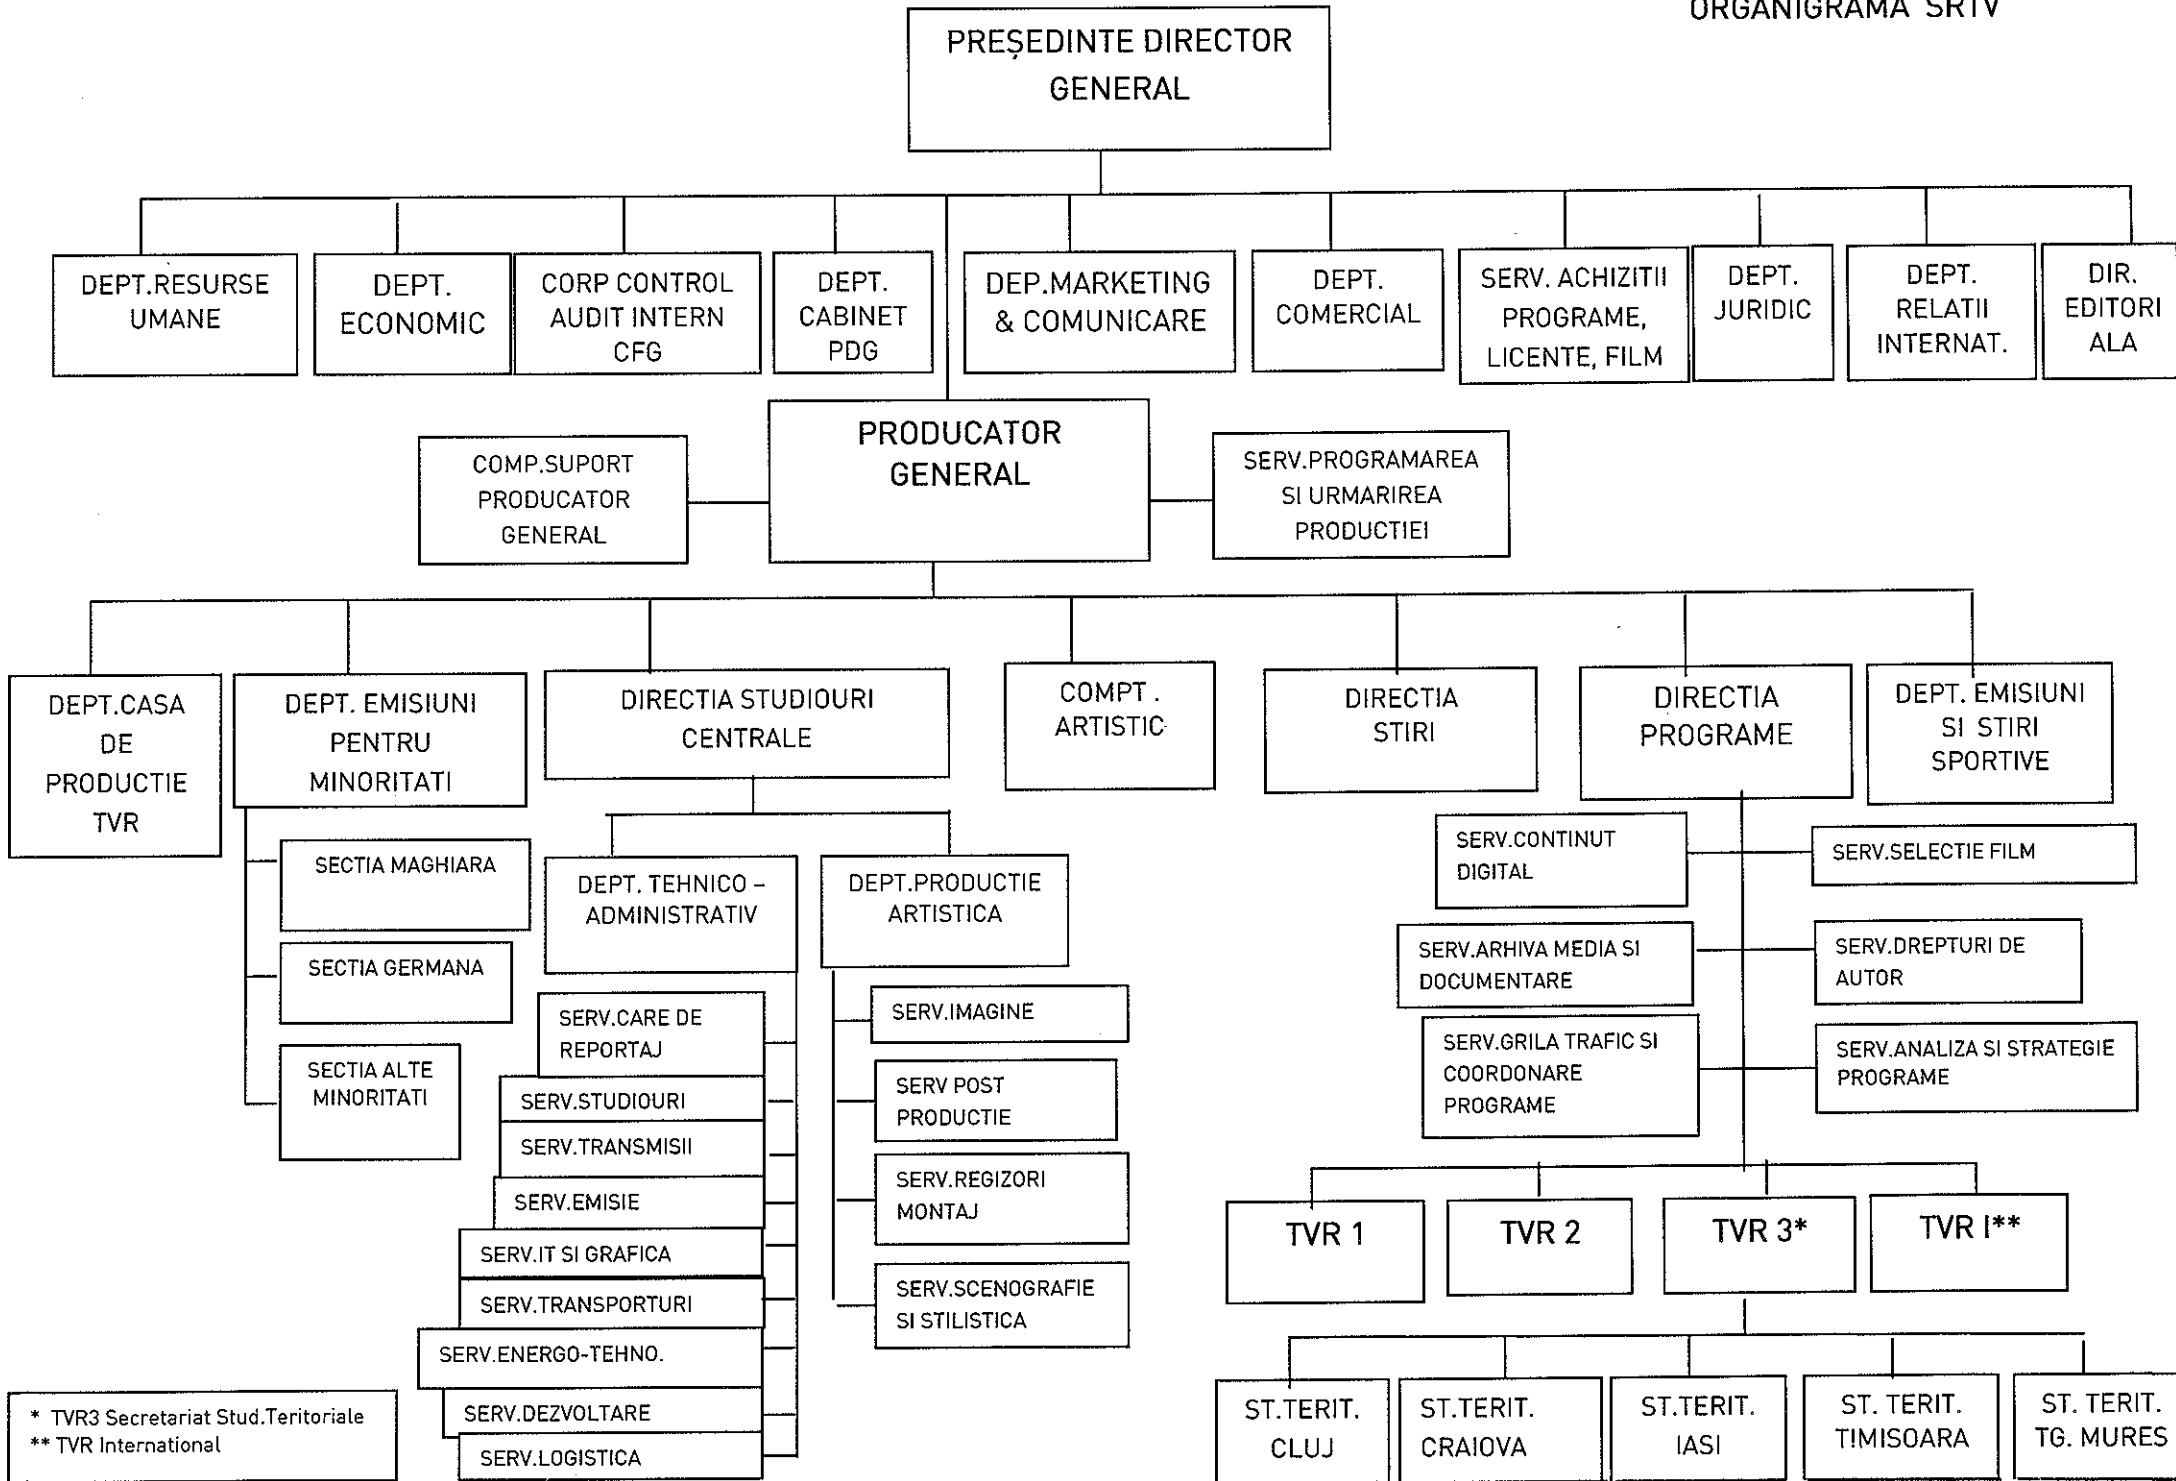 ORGANIGRAMA SRTV
PREȘEDINTE DIRECTOR
GENERAL
DEPT.RESURSE
UMANE
DEPT.
ECONOMIC
CORP CONTROL
AUDIT INTERN
CFG
DEPT.
CABINET
PDG
DEP.MARKETING
& COMUNICARE
DEPT.
COMERCIAL
SERV. ACHIZITII
PROGRAME,
LICENTE, FILM
DEPT.
JURIDIC
DEPT.
RELATII
INTERNAT.
DIR.
EDITORI
ALA
COMP.SUPORT
PRODUCATOR
GENERAL
PRODUCATOR
GENERAL
SERV.PROGRAMAREA
SI URMARIREA
PRODUCTIEI
DEPT.CASA
DE
PRODUCTIE
TVR
DEPT. EMISIUNI
PENTRU
MINORITATI
DIRECTIA STUDIOURI
CENTRALE
COMPT .
ARTISTIC
DIRECTIA
STIRI
DIRECTIA
PROGRAME
DEPT. EMISIUNI
SI STIRI
SPORTIVE
SECTIA MAGHIARA
SECTIA GERMANA
SECTIA ALTE
MINORITATI
DEPT. TEHNICO –
ADMINISTRATIV
DEPT.PRODUCTIE
ARTISTICA
SERV.CARE DE
REPORTAJ
SERV.STUDIOURI
SERV.TRANSMISII
SERV.EMISIE
SERV.IT SI GRAFICA
SERV.TRANSPORTURI
SERV.ENERGO-TEHNO.
SERV.DEZVOLTARE
SERV.LOGISTICA
SERV.IMAGINE
SERV POST
PRODUCTIE
SERV.REGIZORI
MONTAJ
SERV.SCENOGRAFIE
SI STILISTICA
SERV.CONTINUT
DIGITAL
SERV.SELECTIE FILM
SERV.ARHIVA MEDIA SI
DOCUMENTARE
SERV.DREPTURI DE
AUTOR
SERV.GRILA TRAFIC SI
COORDONARE
PROGRAME
SERV.ANALIZA SI STRATEGIE
PROGRAME
TVR 1
TVR 2
TVR 3*
TVR I**
ST.TERIT.
CLUJ
ST.TERIT.
CRAIOVA
ST.TERIT.
IASI
ST. TERIT.
TIMISOARA
ST. TERIT.
TG. MURES
* TVR3 Secretariat Stud.Teritoriale
** TVR International